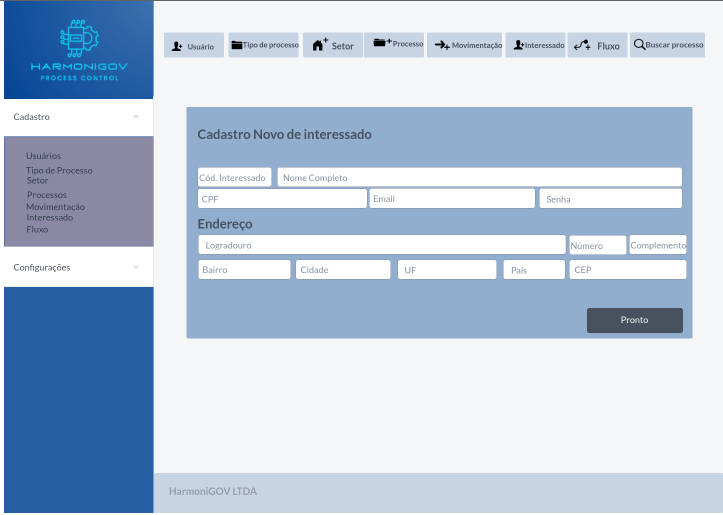 HARMONIGOV
PROCESS CONTROL
Usuário
Tipo de processo
Setor
Processo
Movimentação
Interessado
Fluxo
Buscar processo
Cadastro
Usuários
Tipo de Processo
Setor
Processos
Movimentação
Interessado
Fluxo
Configurações
Cadastro Novo de interessado
Cód. Interessado
Nome Completo
CPF
Email
Senha
Endereço
Logradouro
Número
Complemento
Bairro
Cidade
UF
País
CEP
Pronto
HarmoniGOV LTDA